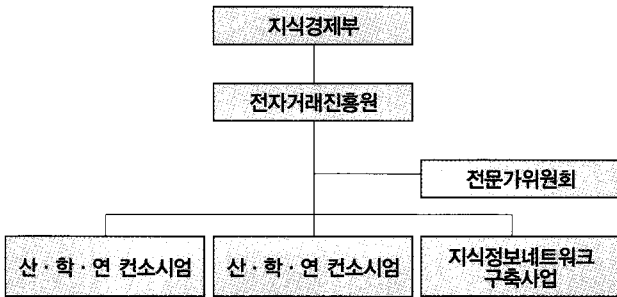 지식경제부
전자거래진흥원
전문가위원회
산·학·연 컨소시엄
산·학·연 컨소시엄
지식정보네트워크
구축사업